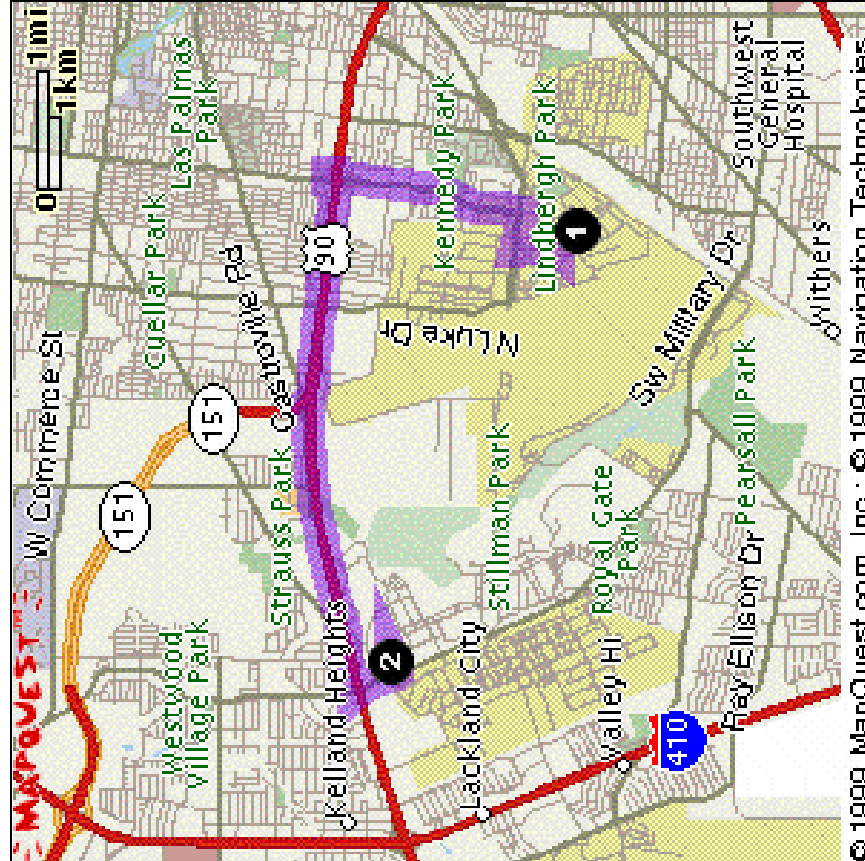 MAPQUEST
W Commerce St
0 1mi
1km
151
Westwood
Village Park
Cuellar Park
Las Palmas
Park
151
Castroville Rd
Strauss Park
Kelland Heights
90
2
N Luke Dr
Kennedy Park
Lackland City
Stillman Park
Lindbergh Park
1
Valley Hi
Royal Gate
Park
410
Sw Military Dr
Ray Ellison Dr
Pearsall Park
Southwest
General
Hospital
Withers
© 1999 MapQuest.com, Inc.; © 1999 Navigation Technologies